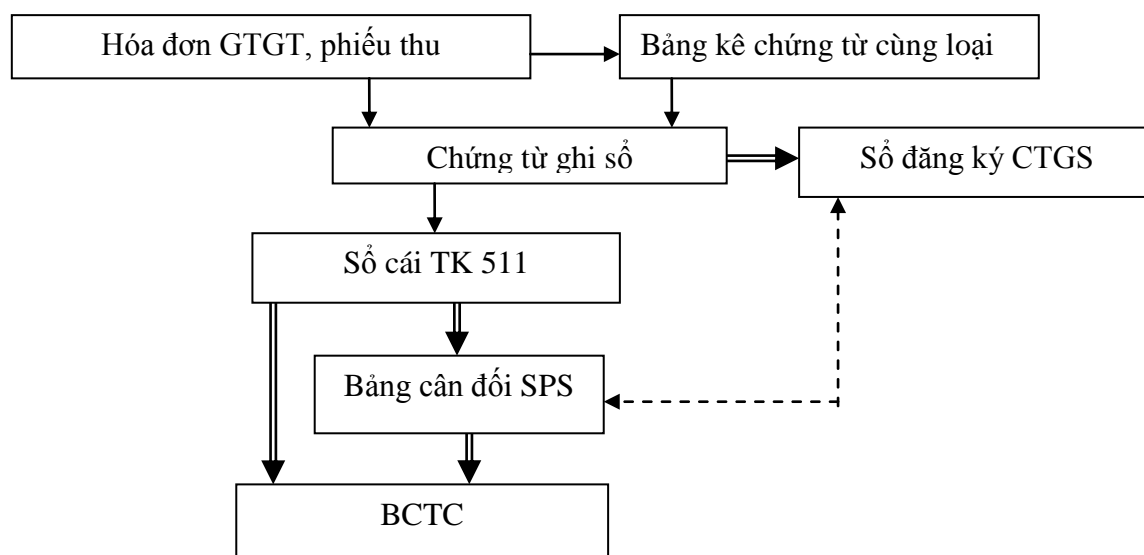 Hóa đơn GTGT, phiếu thu
Bảng kê chứng từ cùng loại
Chứng từ ghi sổ
Sổ đăng ký CTGS
Sổ cái TK 511
Bảng cân đối SPS
BCTC